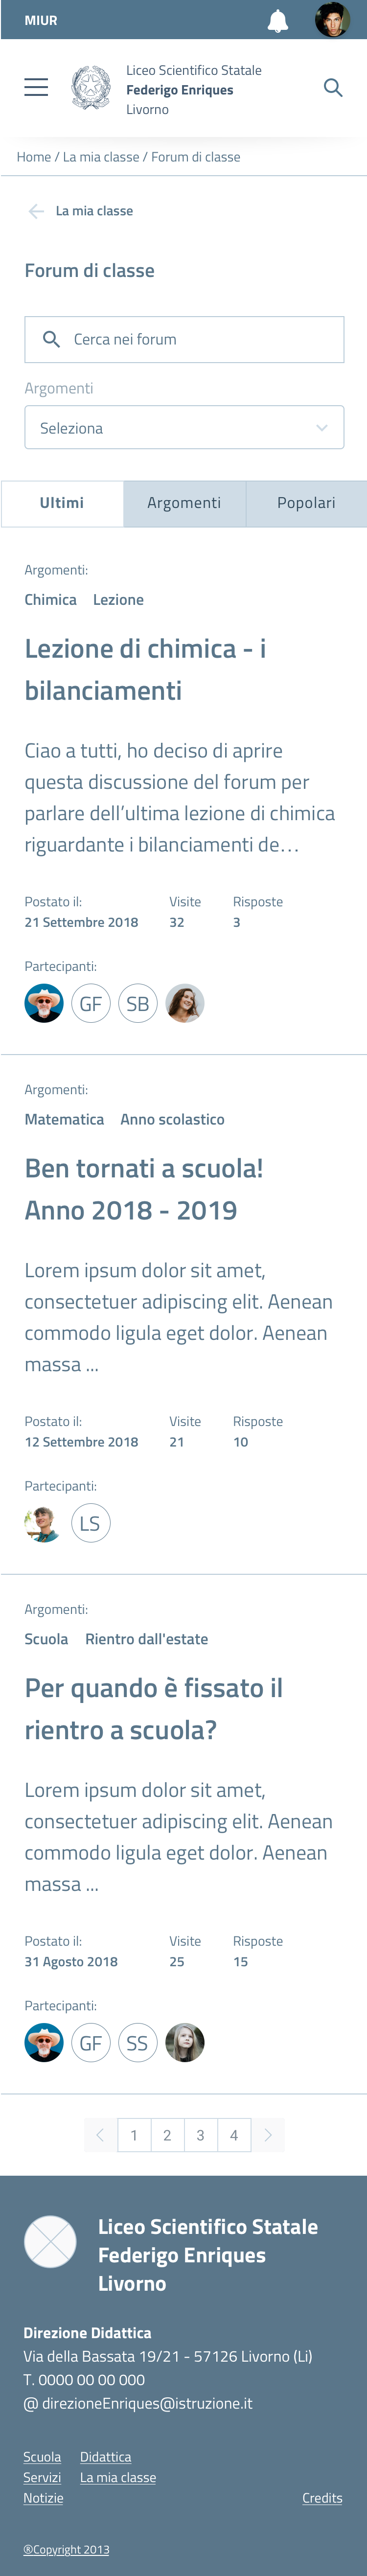 MIUR
Liceo Scientifico Statale
Federigo Enriques
Livorno
Home / La mia classe / Forum di classe
La mia classe
Forum di classe
Cerca nei forum
Argomenti
Seleziona
Ultimi Argomenti Popolari
Argomenti:
Chimica Lezione
Lezione di chimica - i
bilanciamenti
Ciao a tutti, ho deciso di aprire
questa discussione del forum per
parlare dell’ultima lezione di chimica
riguardante i bilanciamenti de…
Postato il: Visite Risposte
21 Settembre 2018 32 3
Partecipanti:
GF SB
Argomenti:
Matematica Anno scolastico
Ben tornati a scuola!
Anno 2018 - 2019
Lorem ipsum dolor sit amet,
consectetuer adipiscing elit. Aenean
commodo ligula eget dolor. Aenean
massa ...
Postato il: Visite Risposte
12 Settembre 2018 21 10
Partecipanti:
LS
Argomenti:
Scuola Rientro dall'estate
Per quando è fissato il
rientro a scuola?
Lorem ipsum dolor sit amet,
consectetuer adipiscing elit. Aenean
commodo ligula eget dolor. Aenean
massa ...
Postato il: Visite Risposte
31 Agosto 2018 25 15
Partecipanti:
GF SS
1 2 3 4
Liceo Scientifico Statale
Federigo Enriques
Livorno
Direzione Didattica
Via della Bassata 19/21 - 57126 Livorno (Li)
T. 0000 00 00 000
@ direzioneEnriques@istruzione.it
Scuola Didattica
Servizi La mia classe
Notizie Credits
®Copyright 2013